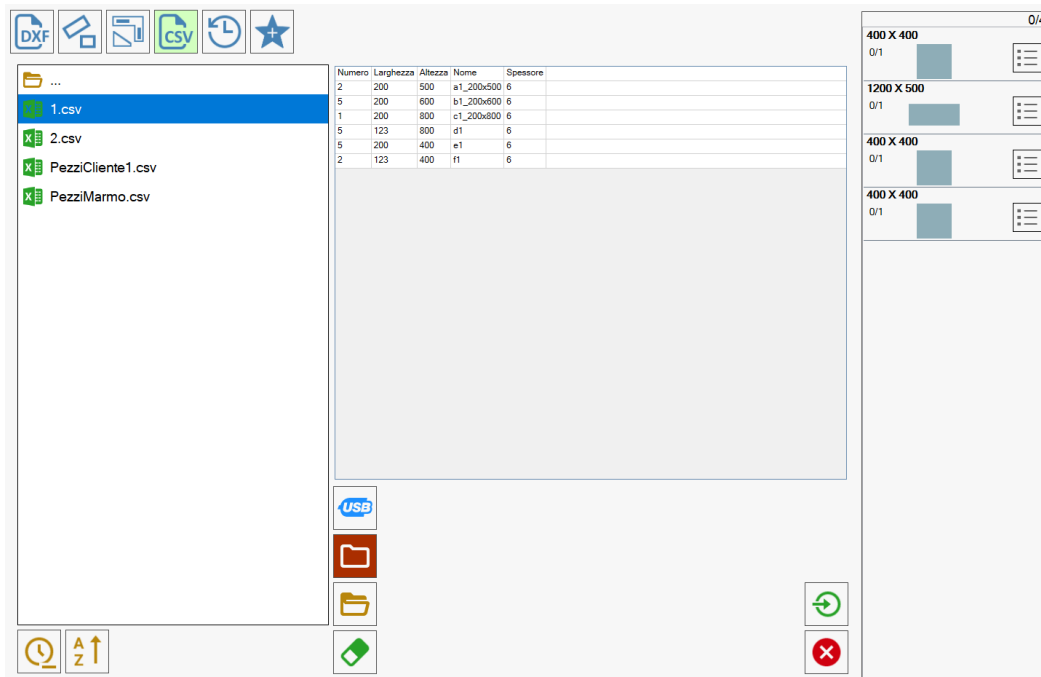 DXF
CSV
...
1.csv
2.csv
PezziCliente1.csv
PezziMarmo.csv
A
Z
Numero Larghezza Altezza Nome Spessore
2 200 500 a1_200x500 6
5 200 600 b1_200x600 6
1 200 800 c1_200x800 6
5 123 800 d1 6
5 200 400 e1 6
2 123 400 f1 6
USB
400 X 400
0/1
1200 X 500
0/1
400 X 400
0/1
400 X 400
0/1